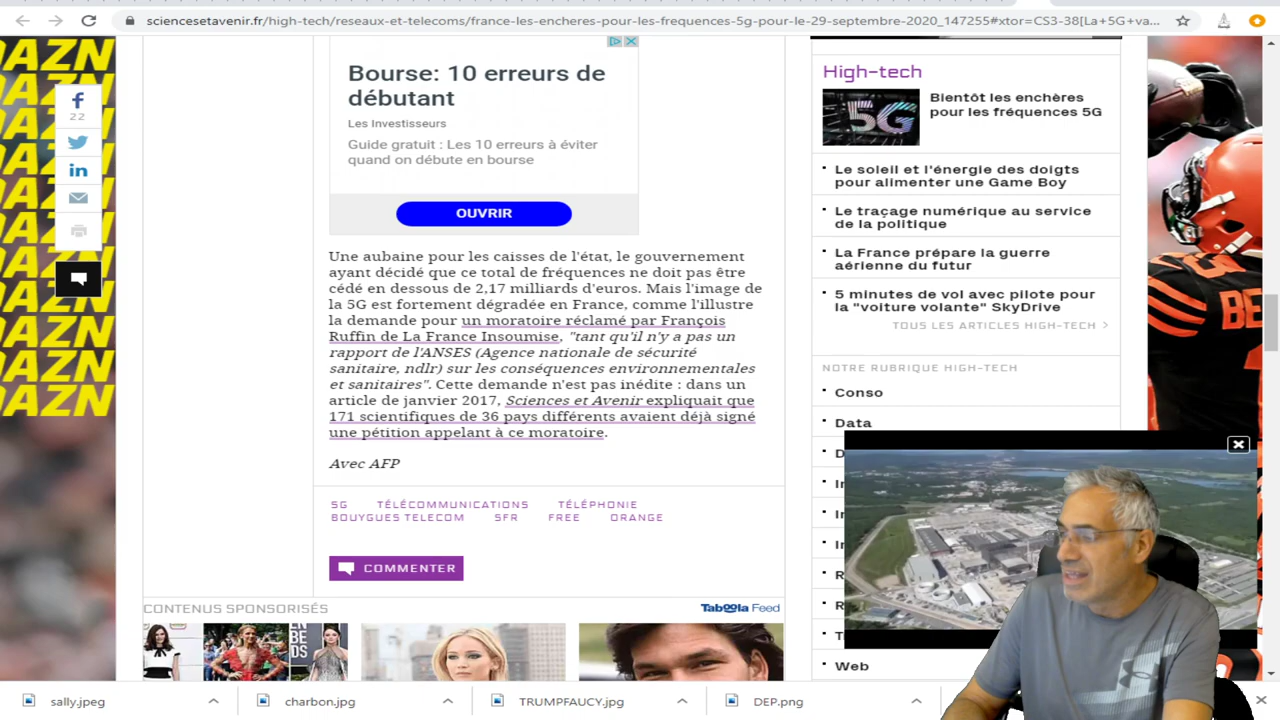 sciencesetavenir.fr/high-tech/reseaux-et-telecoms/france-les-encheres-pour-les-frequences-5g-pour-le-29-septembre-2020_147255#xtor=CS3-38[La+5G+va...
DAZN
DAZN
DAZN
DAZN
DAZN
DAZN
DAZN
DAZN
DAZN
DAZN
DAZN
22
Bourse: 10 erreurs de
débutant
Les Investisseurs
Guide gratuit : Les 10 erreurs à éviter
quand on débute en bourse
OUVRIR
Une aubaine pour les caisses de l'état, le gouvernement
ayant décidé que ce total de fréquences ne doit pas être
cédé en dessous de 2,17 milliards d'euros. Mais l'image de
la 5G est fortement dégradée en France, comme l'illustre
la demande pour un moratoire réclamé par François
Ruffin de La France Insoumise, "tant qu'il n'y a pas un
rapport de l'ANSES (Agence nationale de sécurité
sanitaire, ndlr) sur les conséquences environnementales
et sanitaires". Cette demande n'est pas inédite : dans un
article de janvier 2017, Sciences et Avenir expliquait que
171 scientifiques de 36 pays différents avaient déjà signé
une pétition appelant à ce moratoire.
Avec AFP
5G TÉLÉCOMMUNICATIONS TÉLÉPHONIE
BOUYGUES TELECOM SFR FREE ORANGE
COMMENTER
CONTENUS SPONSORISÉS
Taboola Feed
High-tech
5G
Bientôt les enchères
pour les fréquences 5G
Le soleil et l'énergie des doigts
pour alimenter une Game Boy
Le traçage numérique au service
de la politique
La France prépare la guerre
aérienne du futur
5 minutes de vol avec pilote pour
la "voiture volante" SkyDrive
TOUS LES ARTICLES HIGH-TECH >
NOTRE RUBRIQUE HIGH-TECH
Conso
Data
Web
sally.jpeg
charbon.jpg
TRUMPFAUCY.jpg
DEP.png